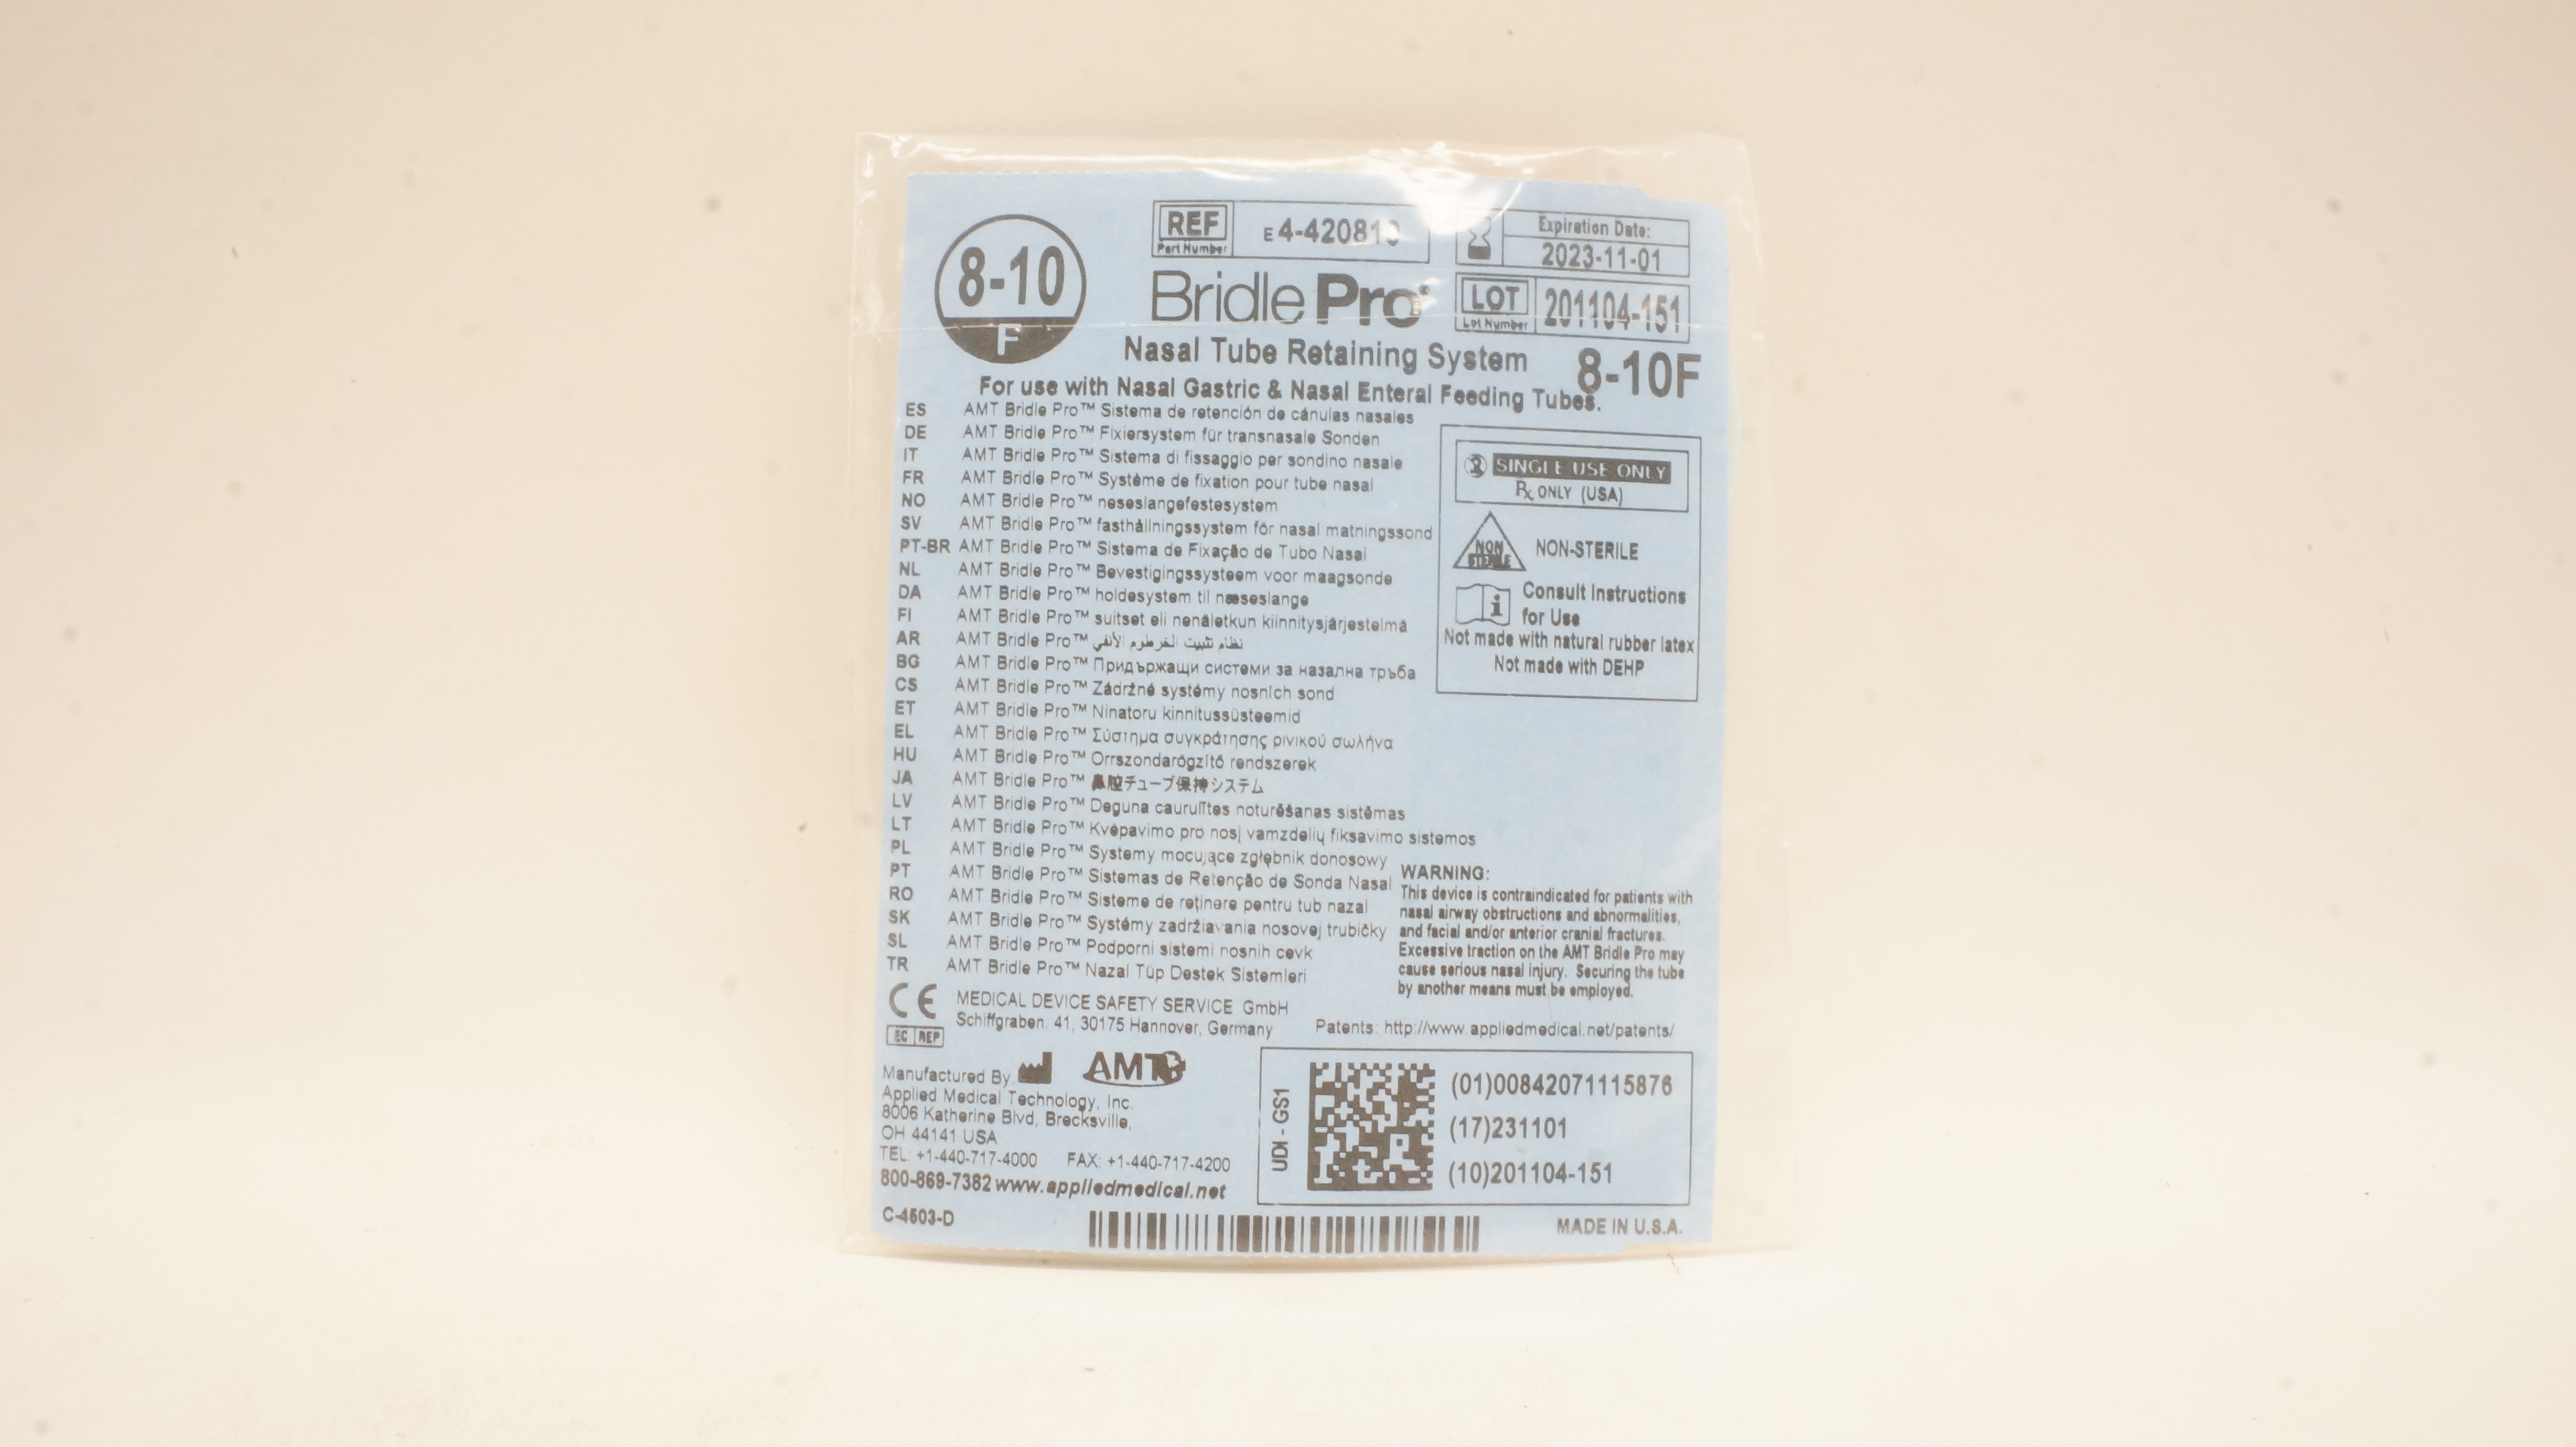 8-10
F
REF
Part Number
E4-420810
Expiration Date:
2023-11-01
Bridle Pro®
LOT
Lot Number
201104-151
Nasal Tube Retaining System
8-10F
For use with Nasal Gastric & Nasal Enteral Feeding Tubes.
ES AMT Bridle Pro™ Sistema de retención de cánulas nasales
DE AMT Bridle Pro™ Fixiersystem für transnasale Sonden
IT AMT Bridle Pro™ Sistema di fissaggio per sondino nasale
FR AMT Bridle Pro™ Système de fixation pour tube nasal
NO AMT Bridle Pro™ neseslangefestesystem
SV AMT Bridle Pro™ fasthållningssystem för nasal matningssond
PT-BR AMT Bridle Pro™ Sistema de Fixação de Tubo Nasal
NL AMT Bridle Pro™ Bevestigingssysteem voor maagsonde
DA AMT Bridle Pro™ holdesystem til næseslange
FI AMT Bridle Pro™ suitset eli nenäletkun kiinnitysjärjestelmä
AR AMT Bridle Pro™ نظام تثبيت الخرطوم الأنفي
BG AMT Bridle Pro™ Придържащи системи за назална тръба
CS AMT Bridle Pro™ Zádržné systémy nosních sond
ET AMT Bridle Pro™ Ninatoru kinnitussüsteemid
EL AMT Bridle Pro™ Σύστημα συγκράτησης ρινικού σωλήνα
HU AMT Bridle Pro™ Orrszondarögzítő rendszerek
JA AMT Bridle Pro™ 鼻腔チューブ保持システム
LV AMT Bridle Pro™ Deguna caurulītes noturēšanas sistēmas
LT AMT Bridle Pro™ Kvėpavimo pro nosį vamzdelių fiksavimo sistemos
PL AMT Bridle Pro™ Systemy mocujące zgłębnik donosowy
PT AMT Bridle Pro™ Sistemas de Retenção de Sonda Nasal
RO AMT Bridle Pro™ Sisteme de reținere pentru tub nazal
SK AMT Bridle Pro™ Systémy zadržiavania nosovej trubičky
SL AMT Bridle Pro™ Podporni sistemi nosnih cevk
TR AMT Bridle Pro™ Nazal Tüp Destek Sistemleri
SINGLE USE ONLY
Rx ONLY (USA)
NON STERILE
NON-STERILE
Consult Instructions
for Use
Not made with natural rubber latex
Not made with DEHP
WARNING:
This device is contraindicated for patients with
nasal airway obstructions and abnormalities,
and facial and/or anterior cranial fractures.
Excessive traction on the AMT Bridle Pro may
cause serious nasal injury. Securing the tube
by another means must be employed.
CE
EC REP
MEDICAL DEVICE SAFETY SERVICE GmbH
Schiffgraben. 41, 30175 Hannover, Germany
Patents: http://www.appliedmedical.net/patents/
Manufactured By:
AMT
Applied Medical Technology, Inc.
8006 Katherine Blvd, Brecksville,
OH 44141 USA
TEL: +1-440-717-4000 FAX: +1-440-717-4200
800-869-7382 www.appliedmedical.net
C-4503-D
UDI - GS1
(01)00842071115876
(17)231101
(10)201104-151
MADE IN U.S.A.